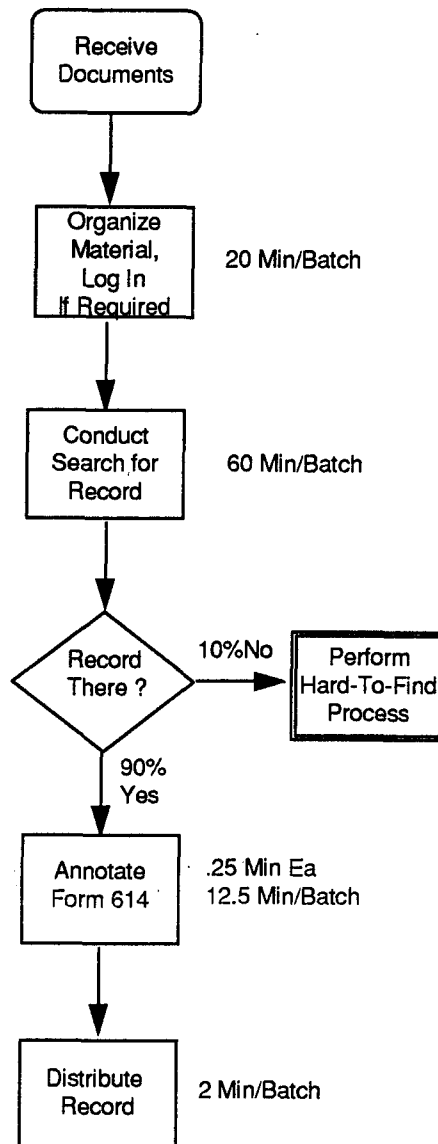 Receive
Documents
Organize
Material,
Log In
If Required
20 Min/Batch
Conduct
Search for
Record
60 Min/Batch
Record
There ?
10%No
Perform
Hard-To-Find
Process
90%
Yes
Annotate
Form 614
.25 Min Ea
12.5 Min/Batch
Distribute
Record
2 Min/Batch